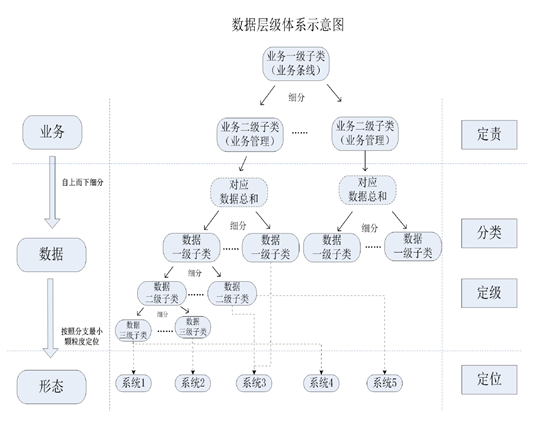 数据层级体系示意图
业务一级子类
（业务条线）
细分
业务
业务二级子类
（业务管理）
......
业务二级子类
（业务管理）
定责
自上而下细分
对应
数据总和
对应
数据总和
细分
细分
分类
数据
数据
一级子类
......
数据
一级子类
数据
一级子类
......
数据
一级子类
细分
数据
二级子类
......
数据
二级子类
定级
细分
数据
三级子类
......
数据
三级子类
按照分支最小
颗粒度定位
形态
系统1
系统2
系统3
系统4
系统5
定位